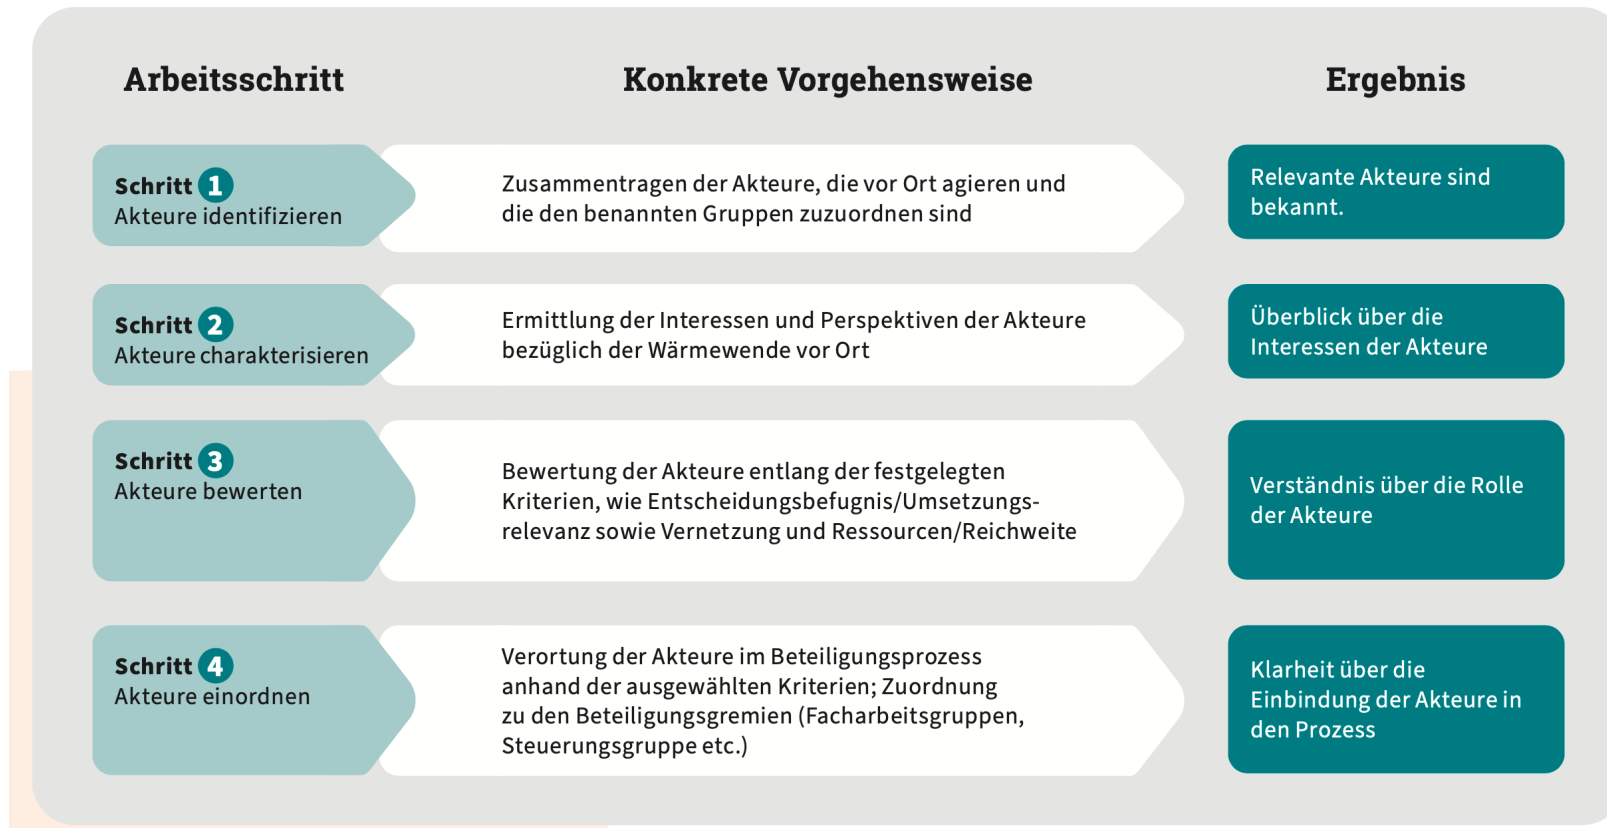 Arbeitsschritt
Konkrete Vorgehensweise
Ergebnis
Schritt 1
Akteure identifizieren
Zusammentragen der Akteure, die vor Ort agieren und
die den benannten Gruppen zuzuordnen sind
Relevante Akteure sind
bekannt.
Schritt 2
Akteure charakterisieren
Ermittlung der Interessen und Perspektiven der Akteure
bezüglich der Wärmewende vor Ort
Überblick über die
Interessen der Akteure
Schritt 3
Akteure bewerten
Bewertung der Akteure entlang der festgelegten
Kriterien, wie Entscheidungsbefugnis/Umsetzungs-
relevanz sowie Vernetzung und Ressourcen/Reichweite
Verständnis über die Rolle
der Akteure
Schritt 4
Akteure einordnen
Verortung der Akteure im Beteiligungsprozess
anhand der ausgewählten Kriterien; Zuordnung
zu den Beteiligungsgremien (Facharbeitsgruppen,
Steuerungsgruppe etc.)
Klarheit über die
Einbindung der Akteure in
den Prozess